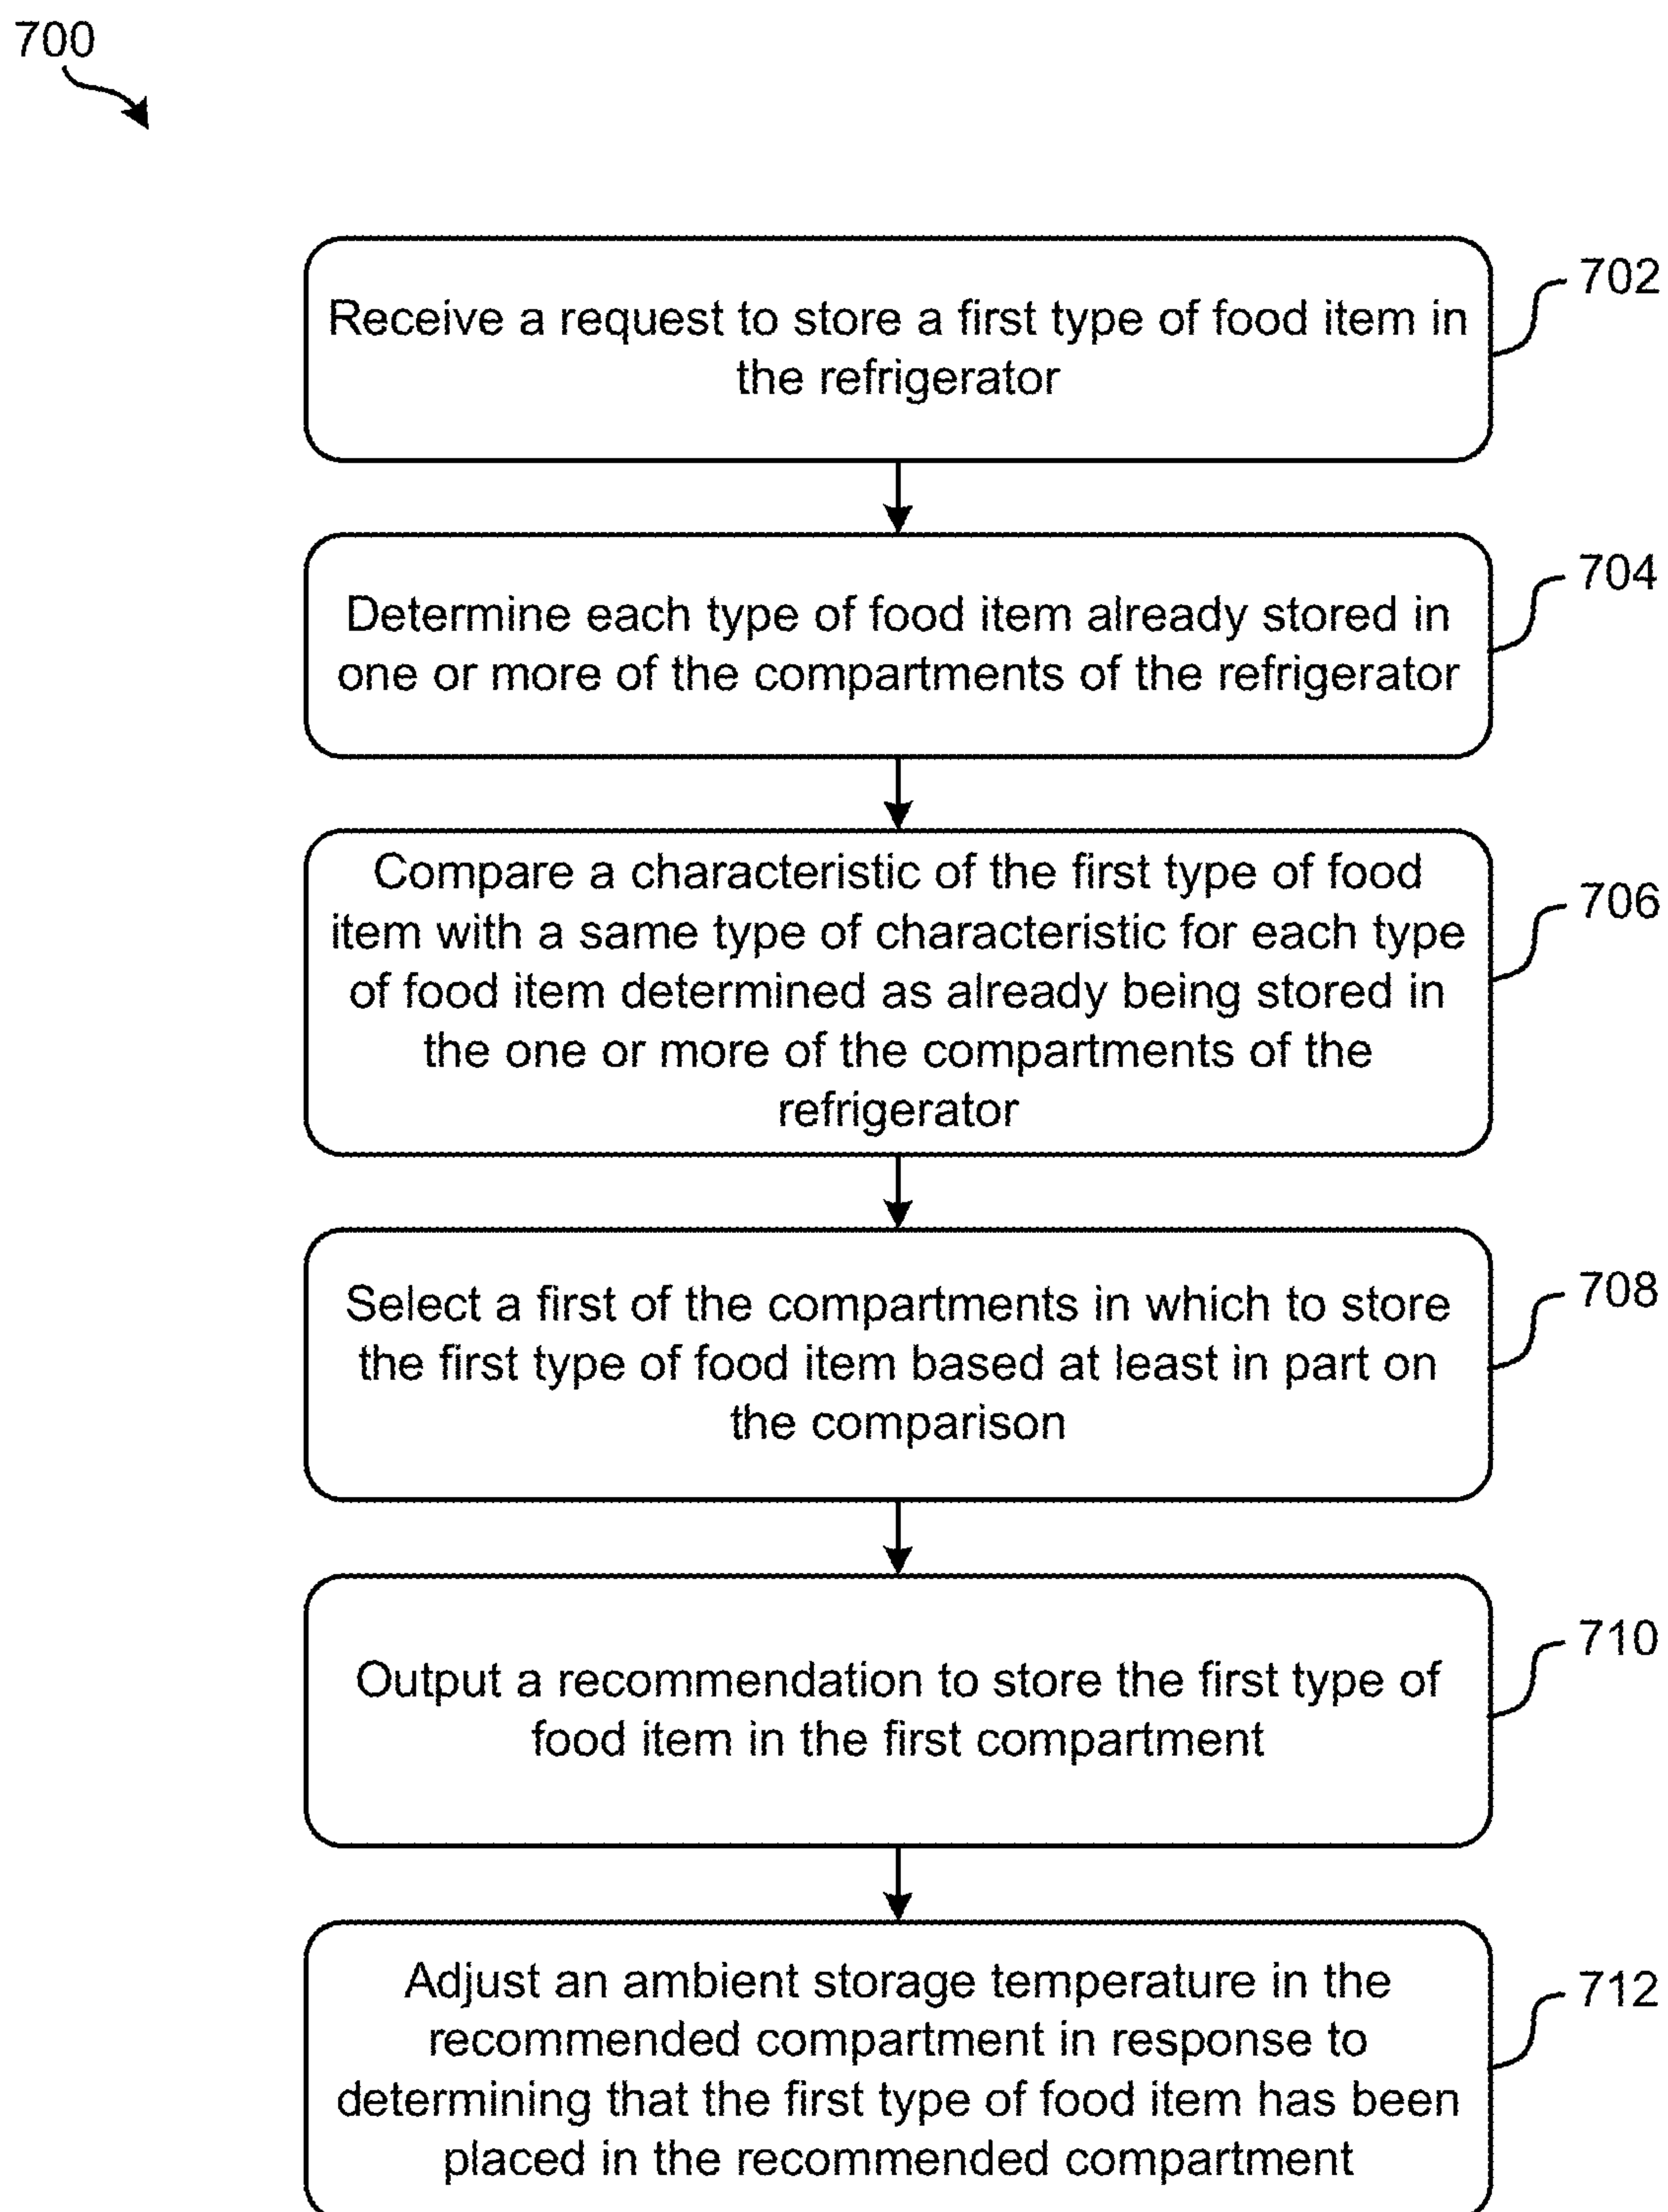 700
Receive a request to store a first type of food item in
the refrigerator
702
Determine each type of food item already stored in
one or more of the compartments of the refrigerator
704
Compare a characteristic of the first type of food
item with a same type of characteristic for each type
of food item determined as already being stored in
the one or more of the compartments of the
refrigerator
706
Select a first of the compartments in which to store
the first type of food item based at least in part on
the comparison
708
Output a recommendation to store the first type of
food item in the first compartment
710
Adjust an ambient storage temperature in the
recommended compartment in response to
determining that the first type of food item has been
placed in the recommended compartment
712